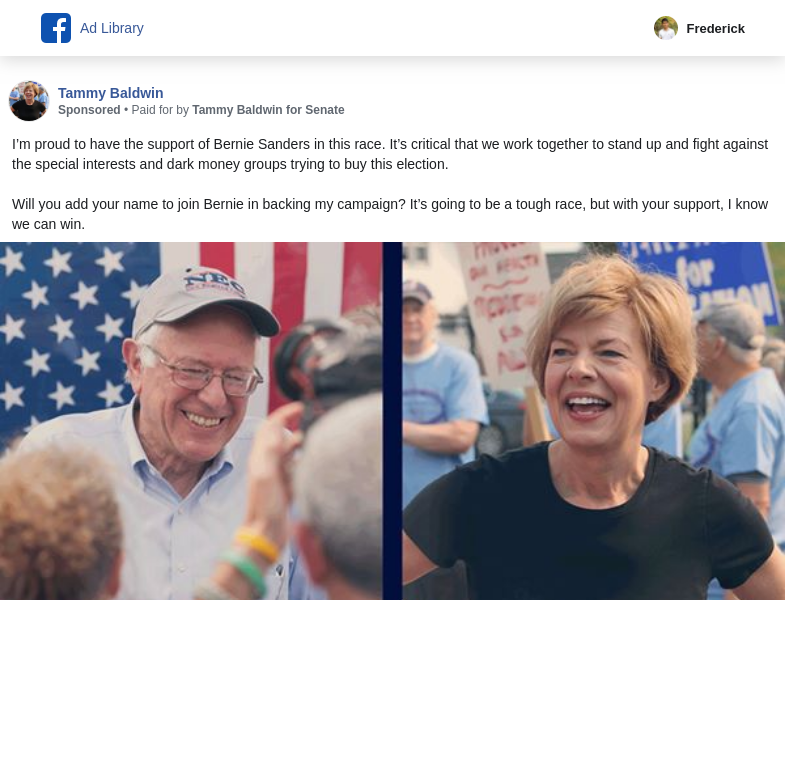 Ad Library
Frederick
Tammy Baldwin
Sponsored • Paid for by Tammy Baldwin for Senate
I’m proud to have the support of Bernie Sanders in this race. It’s critical that we work together to stand up and fight against
the special interests and dark money groups trying to buy this election.
Will you add your name to join Bernie in backing my campaign? It’s going to be a tough race, but with your support, I know
we can win.
for